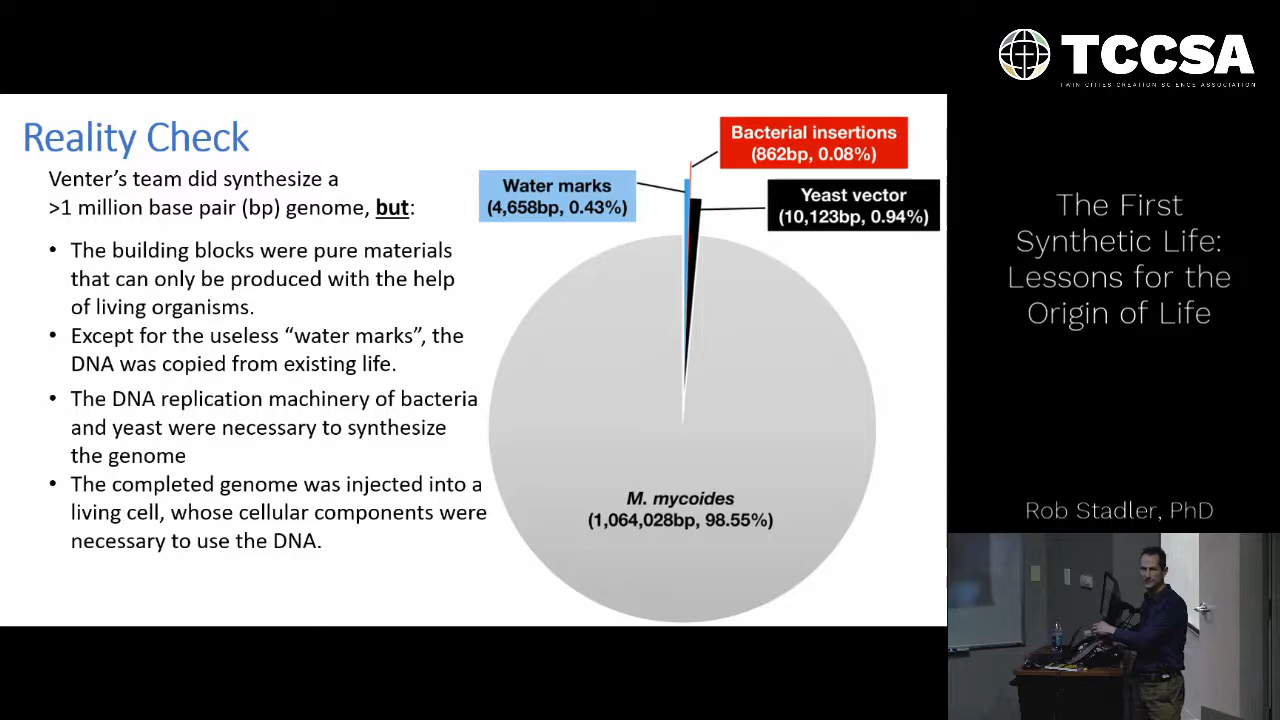 TCCSA
TWIN CITIES CREATION SCIENCE ASSOCIATION
Reality Check
Venter’s team did synthesize a
>1 million base pair (bp) genome, but:
• The building blocks were pure materials
that can only be produced with the help
of living organisms.
• Except for the useless “water marks”, the
DNA was copied from existing life.
• The DNA replication machinery of bacteria
and yeast were necessary to synthesize
the genome
• The completed genome was injected into a
living cell, whose cellular components were
necessary to use the DNA.
Bacterial insertions
(862bp, 0.08%)
Water marks
(4,658bp, 0.43%)
Yeast vector
(10,123bp, 0.94%)
M. mycoides
(1,064,028bp, 98.55%)
The First
Synthetic Life:
Lessons for the
Origin of Life
Rob Stadler, PhD